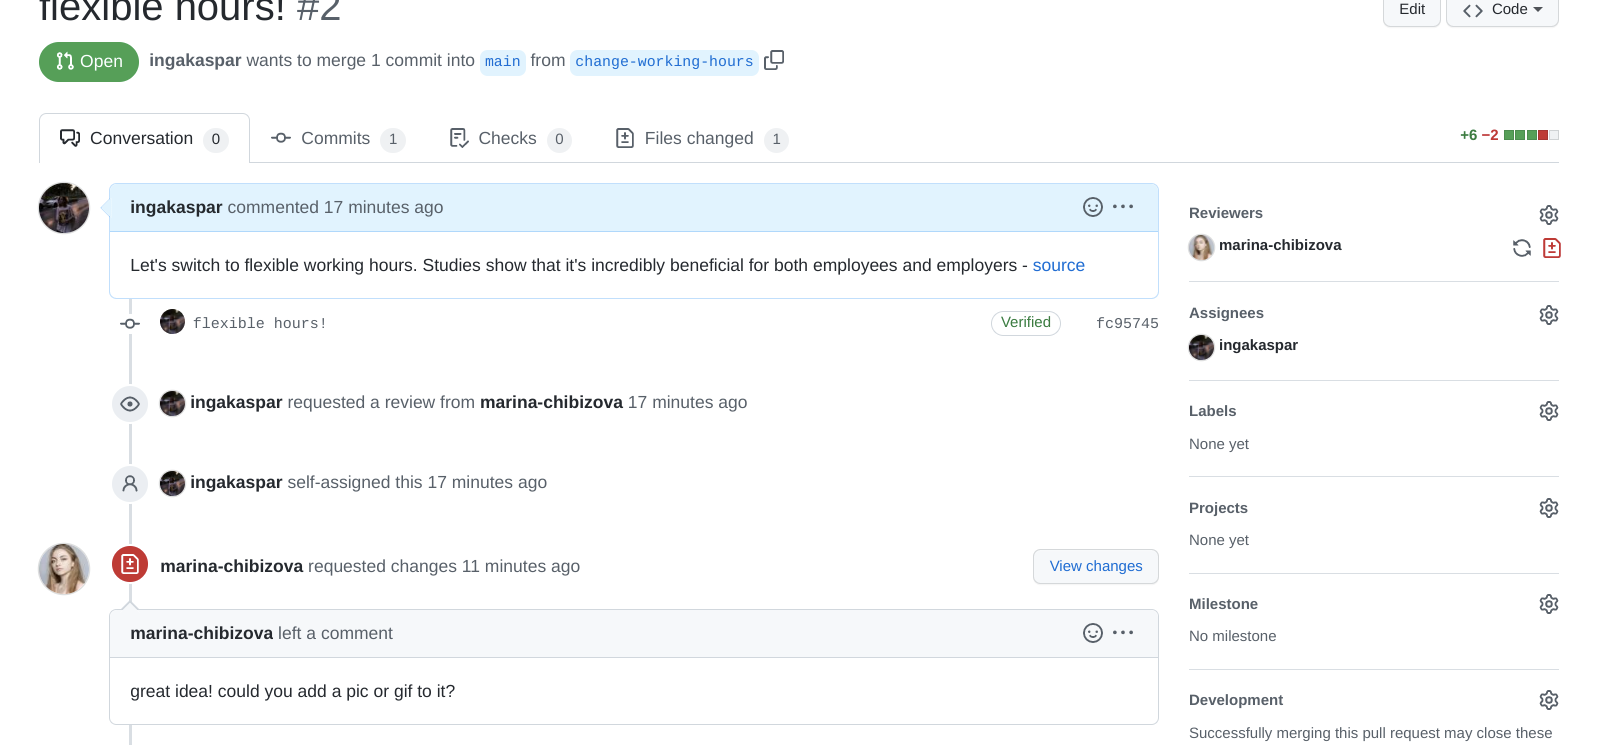 flexible hours! #2
Edit
Code
Open
ingakaspar wants to merge 1 commit into main from change-working-hours
Conversation 0
Commits 1
Checks 0
Files changed 1
+6 −2
ingakaspar commented 17 minutes ago
Let's switch to flexible working hours. Studies show that it's incredibly beneficial for both employees and employers - source
flexible hours!
Verified
fc95745
ingakaspar requested a review from marina-chibizova 17 minutes ago
ingakaspar self-assigned this 17 minutes ago
marina-chibizova requested changes 11 minutes ago
View changes
marina-chibizova left a comment
great idea! could you add a pic or gif to it?
Reviewers
marina-chibizova
Assignees
ingakaspar
Labels
None yet
Projects
None yet
Milestone
No milestone
Development
Successfully merging this pull request may close these